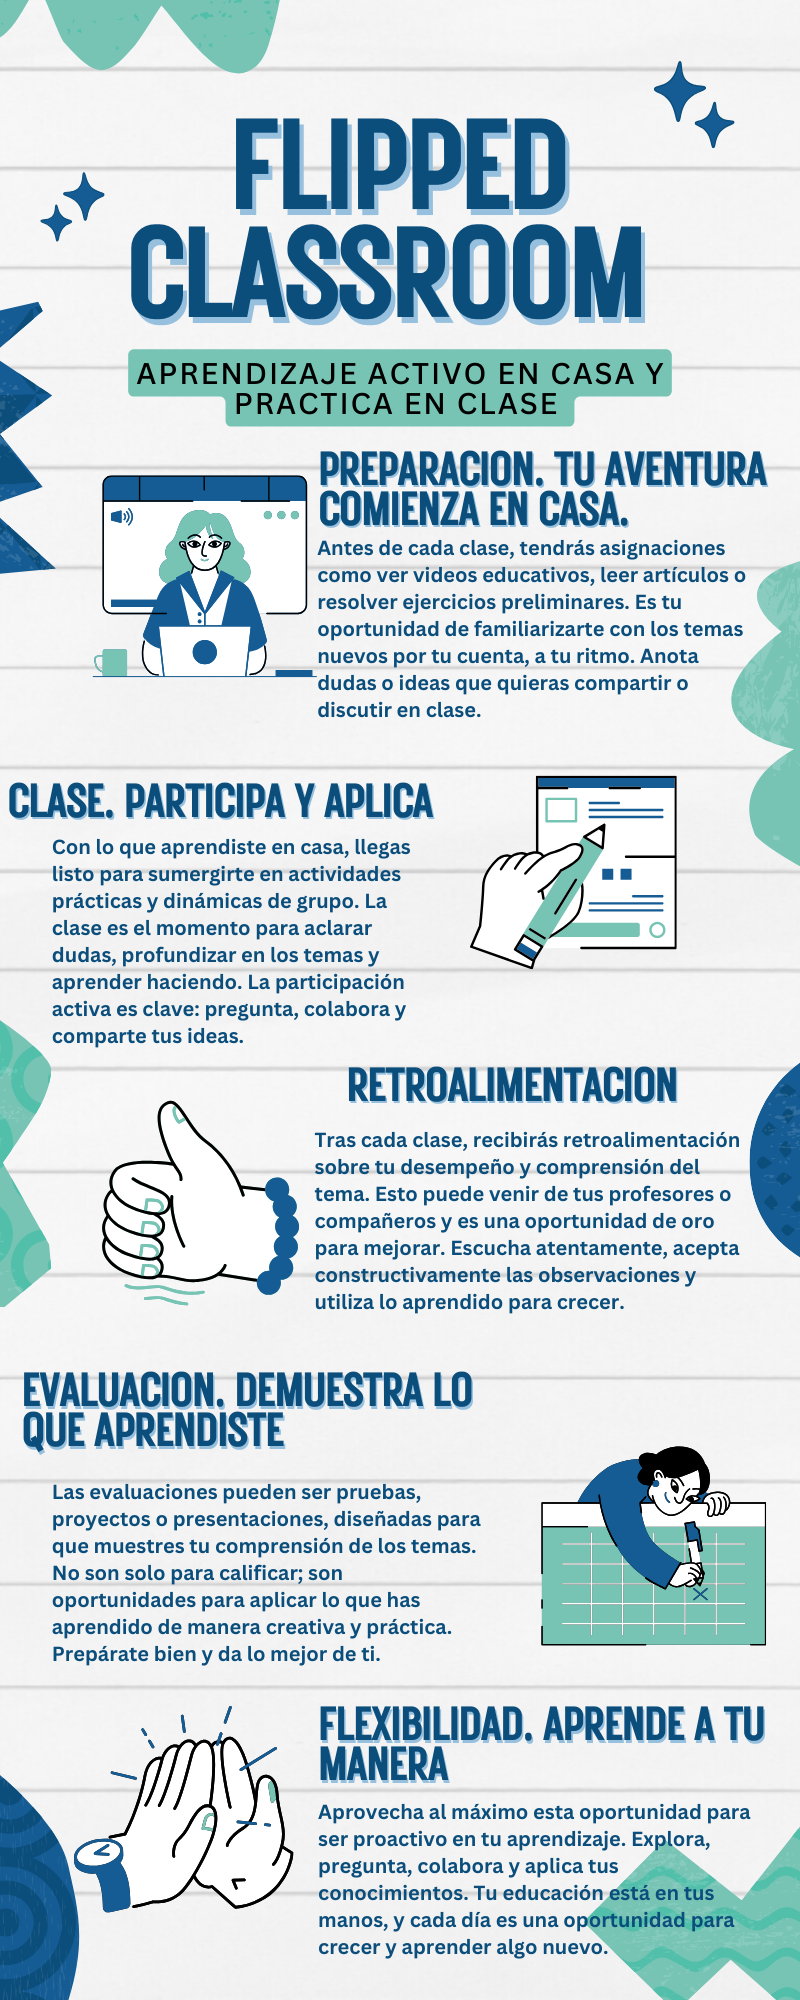 FLIPPED
CLASSROOM
APRENDIZAJE ACTIVO EN CASA Y
PRACTICA EN CLASE
PREPARACION. TU AVENTURA
COMIENZA EN CASA.
Antes de cada clase, tendrás asignaciones
como ver videos educativos, leer artículos o
resolver ejercicios preliminares. Es tu
oportunidad de familiarizarte con los temas
nuevos por tu cuenta, a tu ritmo. Anota
dudas o ideas que quieras compartir o
discutir en clase.
CLASE. PARTICIPA Y APLICA
Con lo que aprendiste en casa, llegas
listo para sumergirte en actividades
prácticas y dinámicas de grupo. La
clase es el momento para aclarar
dudas, profundizar en los temas y
aprender haciendo. La participación
activa es clave: pregunta, colabora y
comparte tus ideas.
RETROALIMENTACION
Tras cada clase, recibirás retroalimentación
sobre tu desempeño y comprensión del
tema. Esto puede venir de tus profesores o
compañeros y es una oportunidad de oro
para mejorar. Escucha atentamente, acepta
constructivamente las observaciones y
utiliza lo aprendido para crecer.
EVALUACION. DEMUESTRA LO
QUE APRENDISTE
Las evaluaciones pueden ser pruebas,
proyectos o presentaciones, diseñadas para
que muestres tu comprensión de los temas.
No son solo para calificar; son
oportunidades para aplicar lo que has
aprendido de manera creativa y práctica.
Prepárate bien y da lo mejor de ti.
FLEXIBILIDAD. APRENDE A TU
MANERA
Aprovecha al máximo esta oportunidad para
ser proactivo en tu aprendizaje. Explora,
pregunta, colabora y aplica tus
conocimientos. Tu educación está en tus
manos, y cada día es una oportunidad para
crecer y aprender algo nuevo.